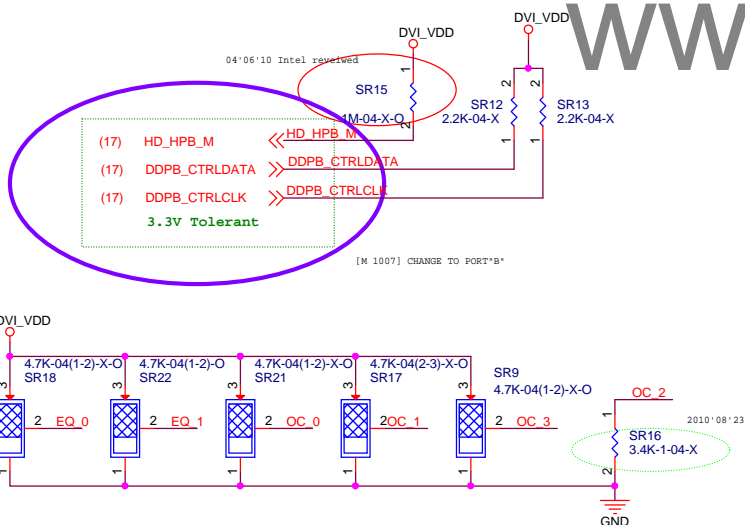 WW
DVI_VDD
DVI_VDD
04'06'10 Intel reveiwed
1
SR15
1M-04-X-O
2
2
SR12
2.2K-04-X
1
2
SR13
2.2K-04-X
1
(17) HD_HPB_M HD_HPB_M
(17) DDPB_CTRLDATA DDPB_CTRLDATA
(17) DDPB_CTRLCLK DDPB_CTRLCLK
3.3V Tolerant
[M 1007] CHANGE TO PORT"B"
DVI_VDD
4.7K-04(1-2)-X-O 4.7K-04(1-2)-O 4.7K-04(1-2)-X-O 4.7K-04(2-3)-X-O
SR18 SR22 SR21 SR17 SR9
4.7K-04(1-2)-X-O
3 3 3 3 3
2 EQ_0 2 EQ_1 2 OC_0 2 OC_1 2 OC_3
1 1 1 1 1
OC_2
2010'08'23
1
SR16
3.4K-1-04-X
2
GND